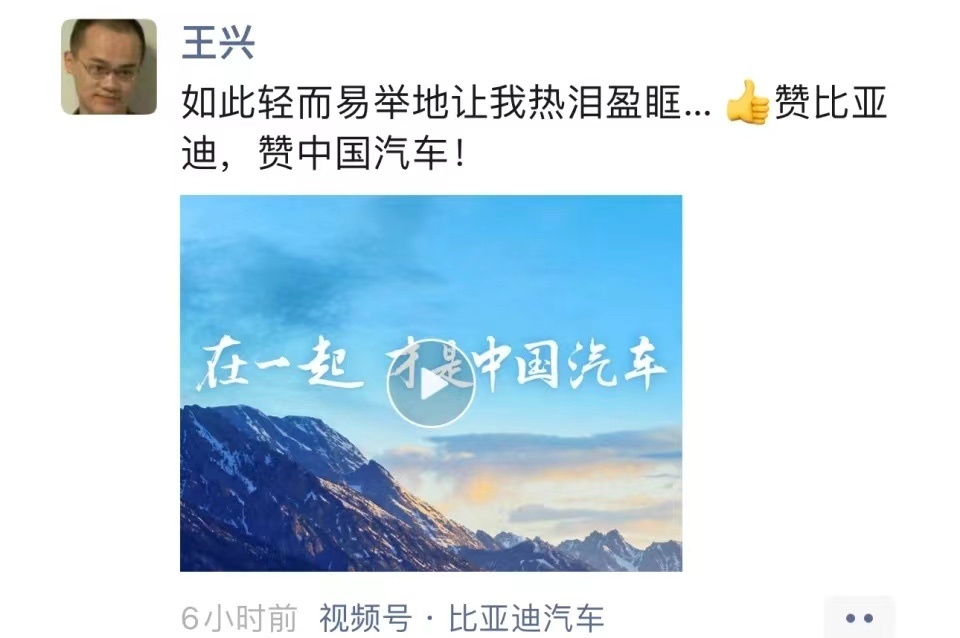 王兴
如此轻而易举地让我热泪盈眶... 👍赞比亚
迪，赞中国汽车！
在一起 才是中国汽车
6小时前 视频号 · 比亚迪汽车